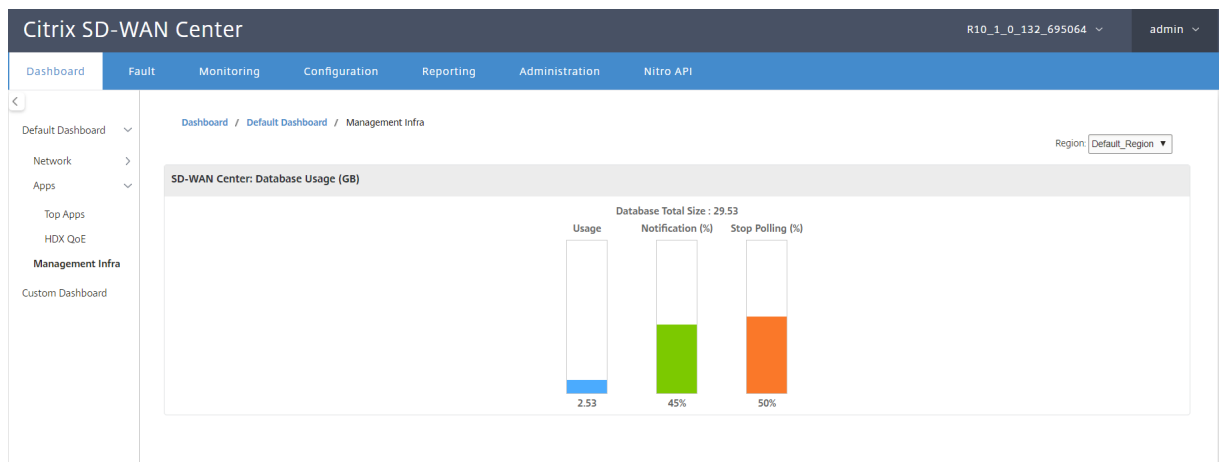 Citrix SD-WAN Center
R10_1_0_132_695064
admin
Dashboard Fault Monitoring Configuration Reporting Administration Nitro API
Default Dashboard
Network
Apps
Top Apps
HDX QoE
Management Infra
Custom Dashboard
Dashboard / Default Dashboard / Management Infra
Region: Default_Region
SD-WAN Center: Database Usage (GB)
Database Total Size : 29.53
Usage Notification (%) Stop Polling (%)
2.53 45% 50%